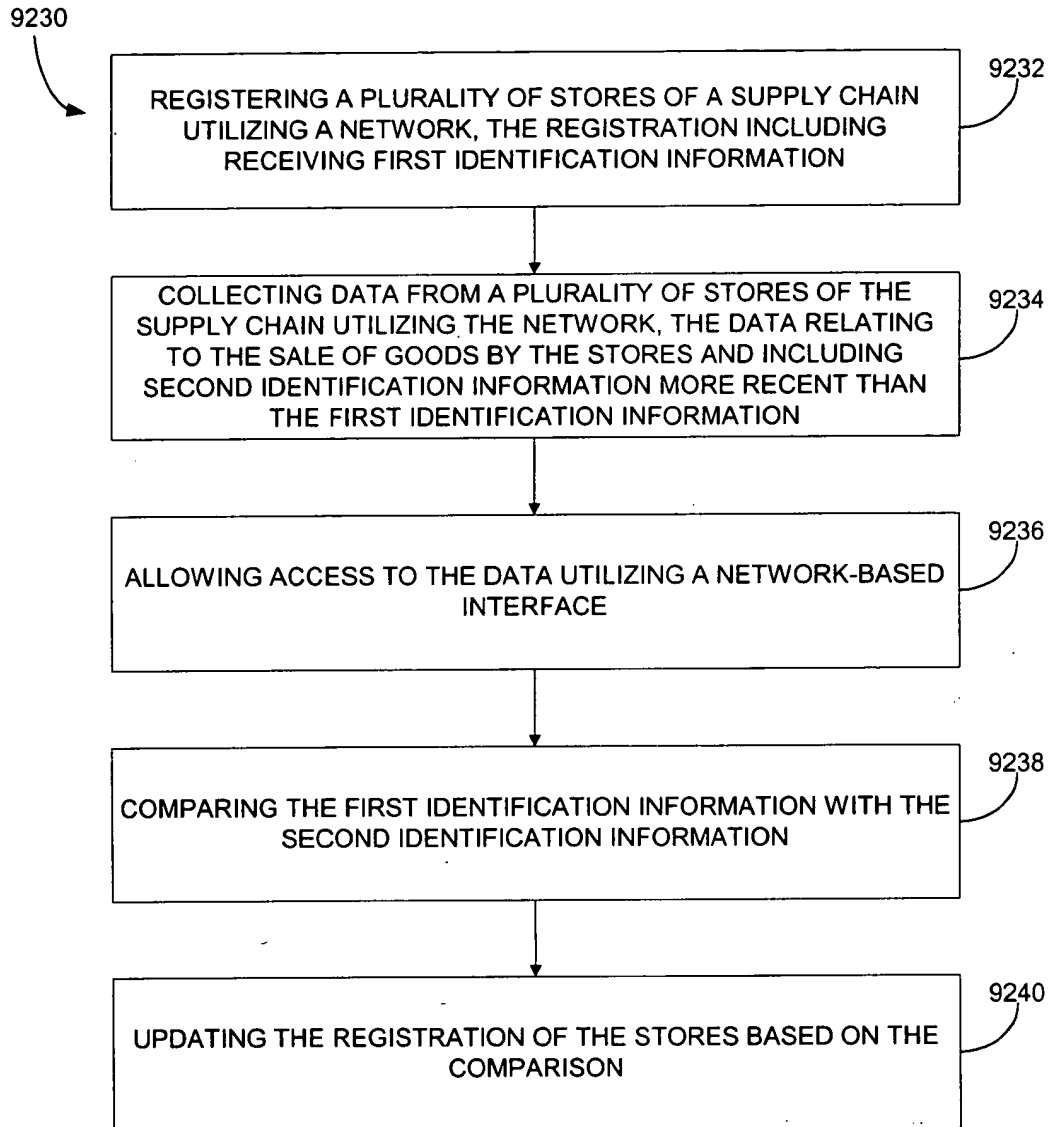 9230
9232
REGISTERING A PLURALITY OF STORES OF A SUPPLY CHAIN
UTILIZING A NETWORK, THE REGISTRATION INCLUDING
RECEIVING FIRST IDENTIFICATION INFORMATION
9234
COLLECTING DATA FROM A PLURALITY OF STORES OF THE
SUPPLY CHAIN UTILIZING THE NETWORK, THE DATA RELATING
TO THE SALE OF GOODS BY THE STORES AND INCLUDING
SECOND IDENTIFICATION INFORMATION MORE RECENT THAN
THE FIRST IDENTIFICATION INFORMATION
9236
ALLOWING ACCESS TO THE DATA UTILIZING A NETWORK-BASED
INTERFACE
9238
COMPARING THE FIRST IDENTIFICATION INFORMATION WITH THE
SECOND IDENTIFICATION INFORMATION
9240
UPDATING THE REGISTRATION OF THE STORES BASED ON THE
COMPARISON